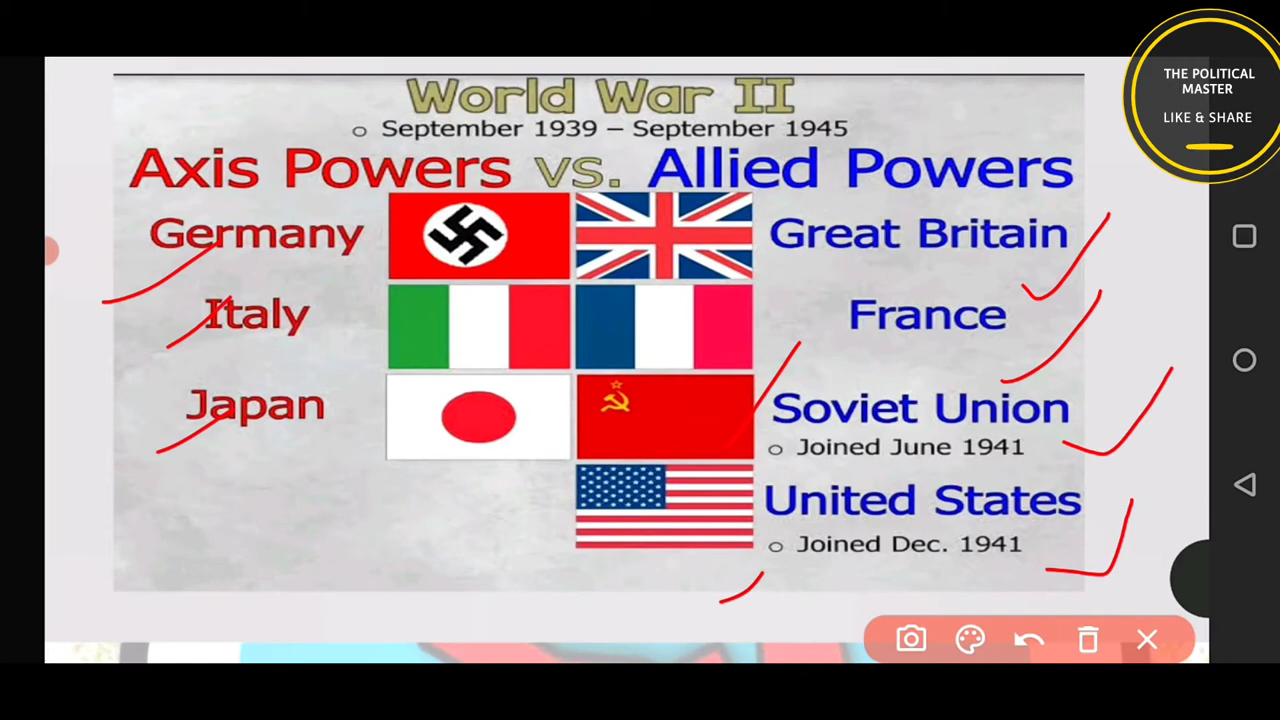 THE POLITICAL
MASTER
LIKE & SHARE
World War II
September 1939 – September 1945
Axis Powers vs. Allied Powers
Germany
Great Britain
Italy
France
Japan
Soviet Union
Joined June 1941
United States
Joined Dec. 1941